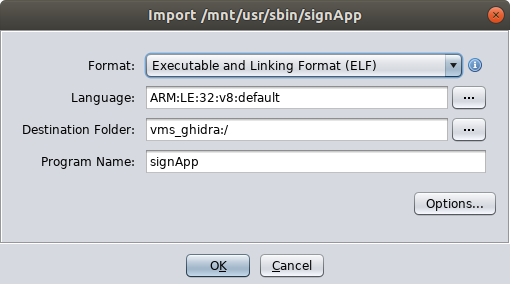 Import /mnt/usr/sbin/signApp
Format: Executable and Linking Format (ELF)
Language: ARM:LE:32:v8:default ...
Destination Folder: vms_ghidra:/ ...
Program Name: signApp
Options...
OK Cancel